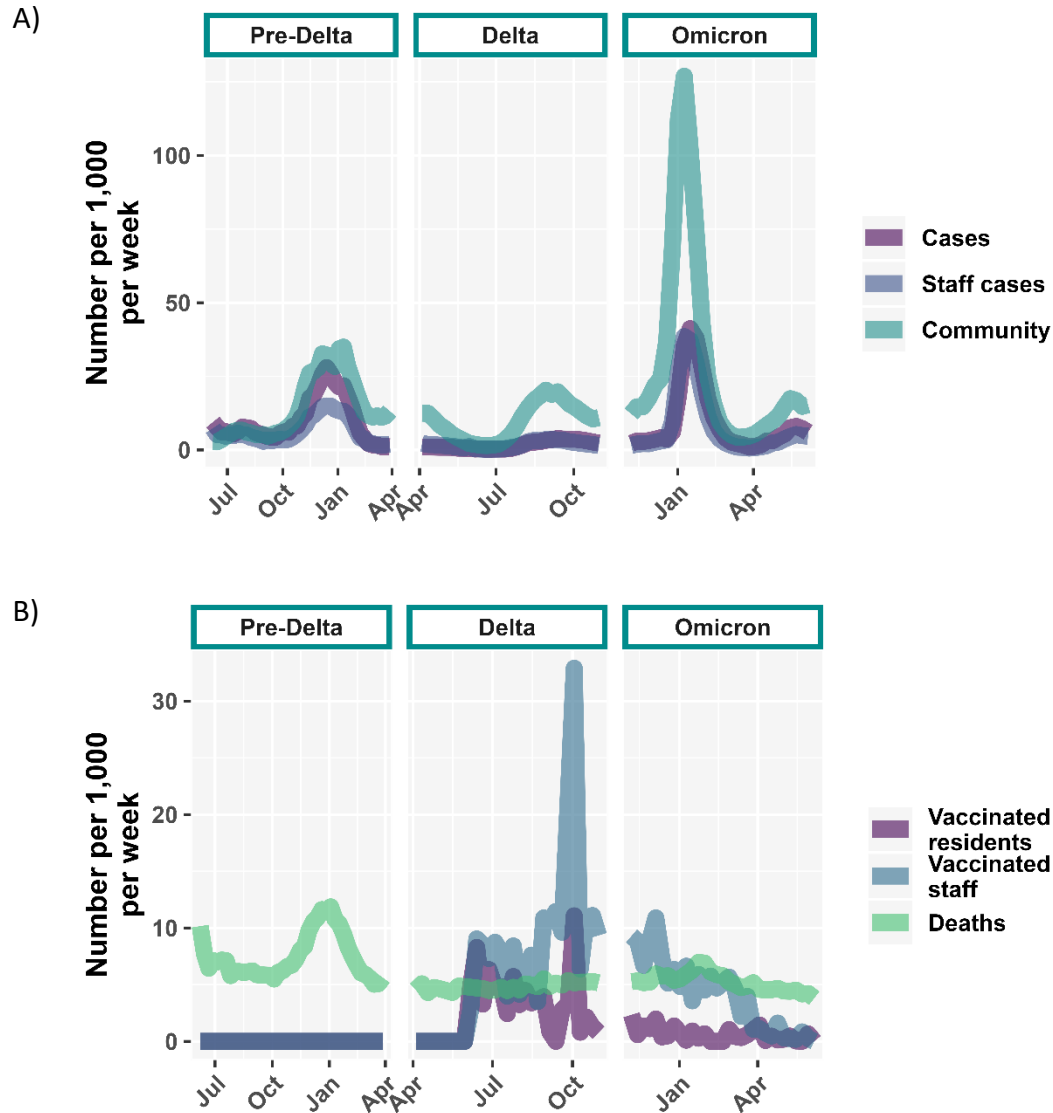 A)
Pre-Delta
Delta
Omicron
Number per 1,000
per week
100
50
0
Jul
Oct
Jan
Apr
Apr
Jul
Oct
Jan
Apr
Cases
Staff cases
Community
B)
Pre-Delta
Delta
Omicron
Number per 1,000
per week
30
20
10
0
Jul
Oct
Jan
Apr
Apr
Jul
Oct
Jan
Apr
Vaccinated
residents
Vaccinated
staff
Deaths